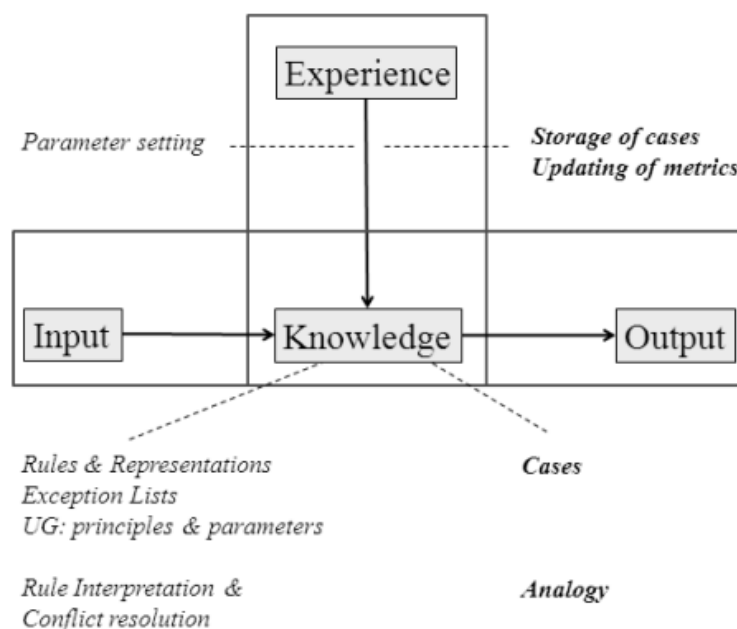 Experience
Parameter setting
Storage of cases
Updating of metrics
Input
Knowledge
Output
Rules & Representations
Exception Lists
UG: principles & parameters
Cases
Rule Interpretation &
Conflict resolution
Analogy